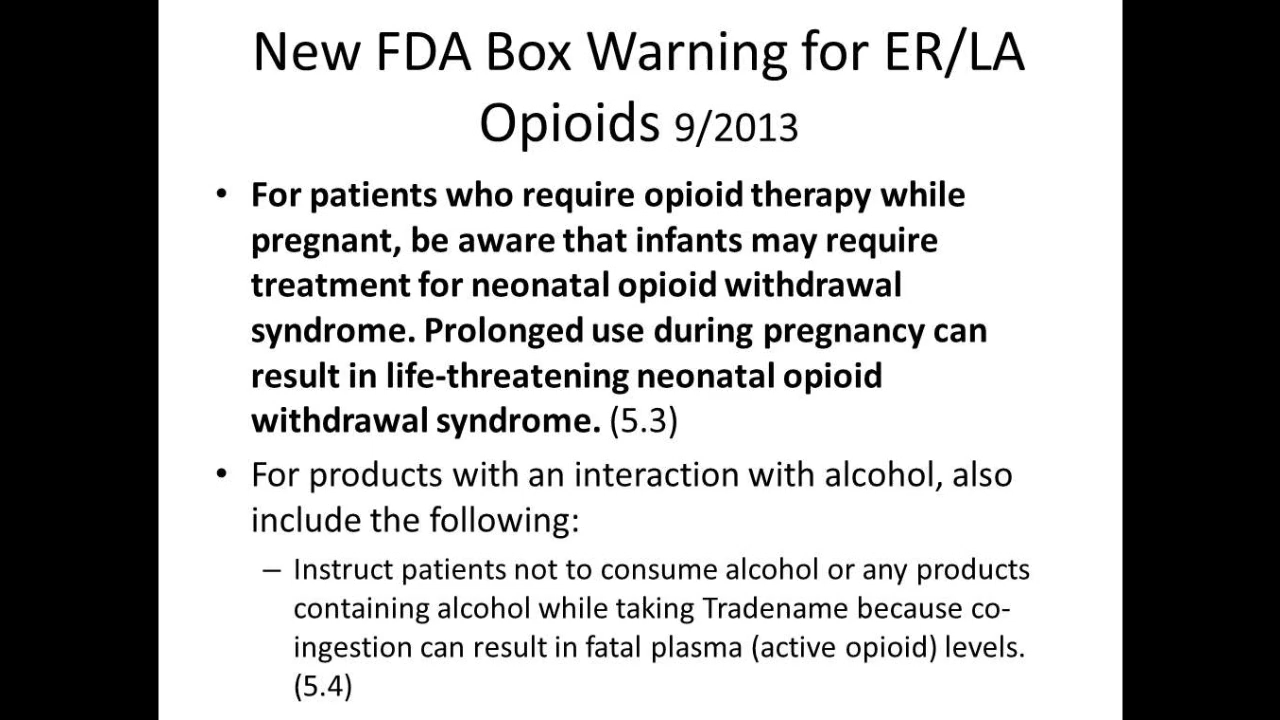 New FDA Box Warning for ER/LA
Opioids 9/2013
• For patients who require opioid therapy while
pregnant, be aware that infants may require
treatment for neonatal opioid withdrawal
syndrome. Prolonged use during pregnancy can
result in life-threatening neonatal opioid
withdrawal syndrome. (5.3)
• For products with an interaction with alcohol, also
include the following:
– Instruct patients not to consume alcohol or any products
containing alcohol while taking Tradename because co-
ingestion can result in fatal plasma (active opioid) levels.
(5.4)